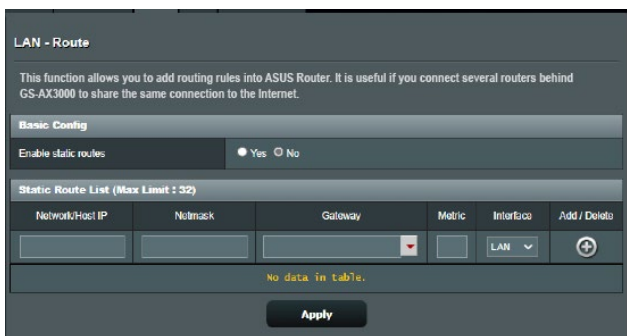 LAN - Route
This function allows you to add routing rules into ASUS Router. It is useful if you connect several routers behind
GS-AX3000 to share the same connection to the Internet.
Basic Config
Enable static routes Yes No
Static Route List (Max Limit : 32)
Network/Host IP Netmask Gateway Metric Interface Add / Delete
LAN
No data in table.
Apply